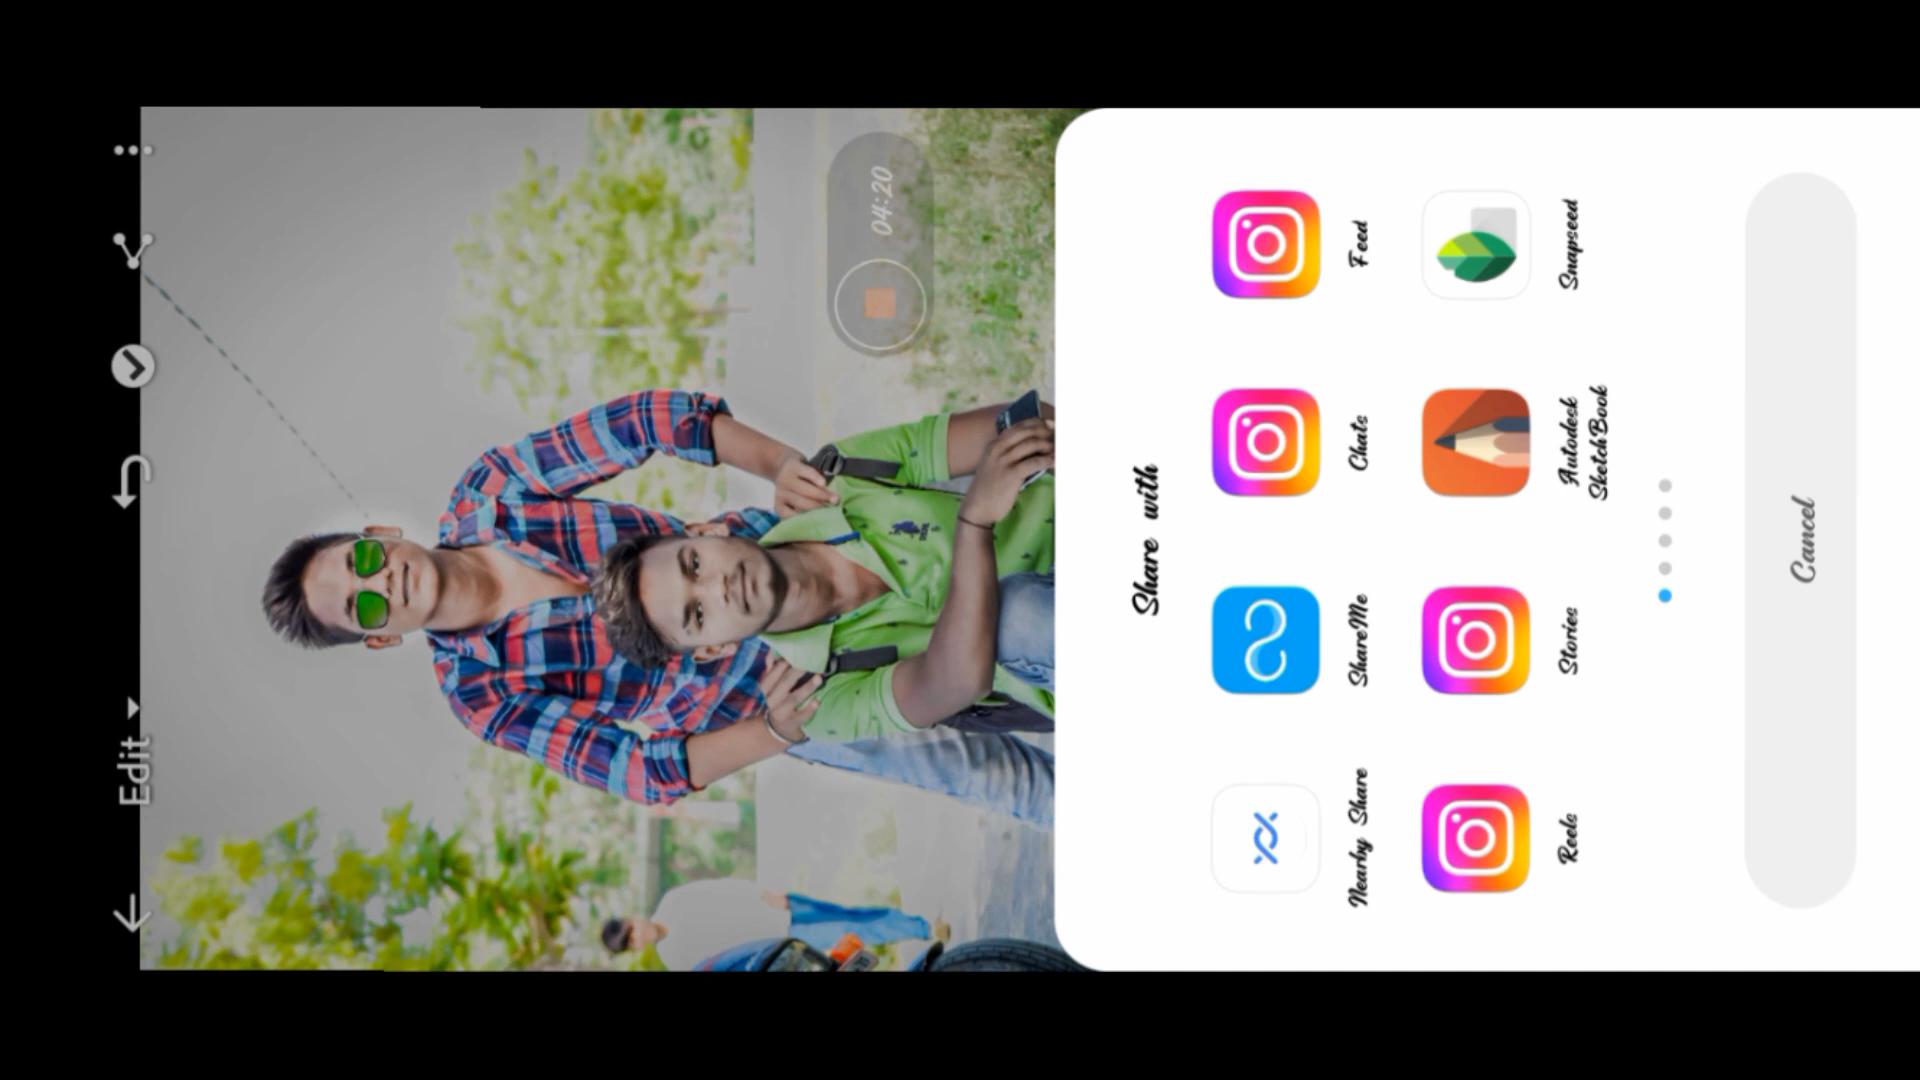 Edit
04:20
Share with
Nearby Share
ShareMe
Chats
Feed
Reels
Stories
Autodesk
SketchBook
Snapseed
Cancel